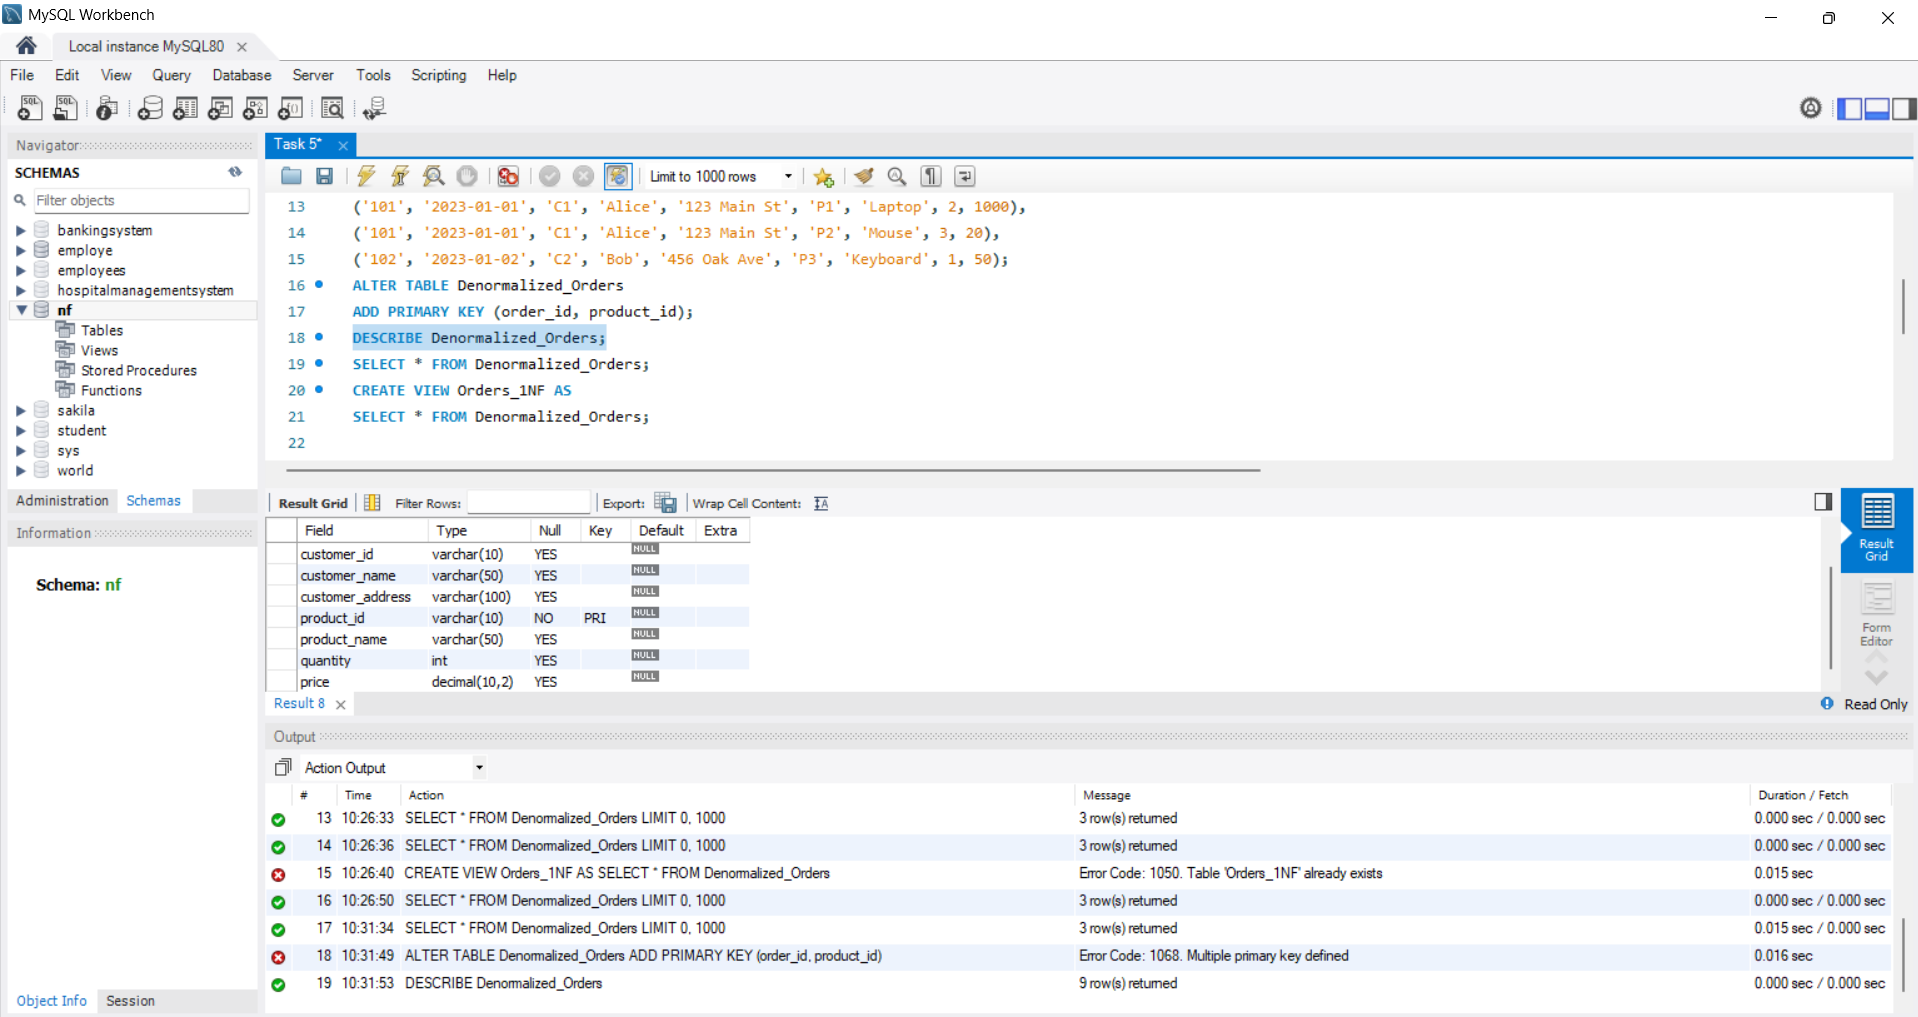 MySQL Workbench
Local instance MySQL80
File Edit View Query Database Server Tools Scripting Help
Navigator
SCHEMAS
Filter objects
bankingsystem
employe
employees
hospitalmanagementsystem
nf
Tables
Views
Stored Procedures
Functions
sakila
student
sys
world
Administration Schemas
Information
Schema: nf
Object Info Session
Task 5*
Limit to 1000 rows
13 ('101', '2023-01-01', 'C1', 'Alice', '123 Main St', 'P1', 'Laptop', 2, 1000),
14 ('101', '2023-01-01', 'C1', 'Alice', '123 Main St', 'P2', 'Mouse', 3, 20),
15 ('102', '2023-01-02', 'C2', 'Bob', '456 Oak Ave', 'P3', 'Keyboard', 1, 50);
16 ALTER TABLE Denormalized_Orders
17 ADD PRIMARY KEY (order_id, product_id);
18 DESCRIBE Denormalized_Orders;
19 SELECT * FROM Denormalized_Orders;
20 CREATE VIEW Orders_1NF AS
21 SELECT * FROM Denormalized_Orders;
22
Result Grid Filter Rows: Export: Wrap Cell Content:
Field Type Null Key Default Extra
customer_id varchar(10) YES NULL
customer_name varchar(50) YES NULL
customer_address varchar(100) YES NULL
product_id varchar(10) NO PRI NULL
product_name varchar(50) YES NULL
quantity int YES NULL
price decimal(10,2) YES NULL
Result Grid
Form Editor
Result 8
Read Only
Output
Action Output
# Time Action Message Duration / Fetch
13 10:26:33 SELECT * FROM Denormalized_Orders LIMIT 0, 1000 3 row(s) returned 0.000 sec / 0.000 sec
14 10:26:36 SELECT * FROM Denormalized_Orders LIMIT 0, 1000 3 row(s) returned 0.000 sec / 0.000 sec
15 10:26:40 CREATE VIEW Orders_1NF AS SELECT * FROM Denormalized_Orders Error Code: 1050. Table 'Orders_1NF' already exists 0.015 sec
16 10:26:50 SELECT * FROM Denormalized_Orders LIMIT 0, 1000 3 row(s) returned 0.000 sec / 0.000 sec
17 10:31:34 SELECT * FROM Denormalized_Orders LIMIT 0, 1000 3 row(s) returned 0.015 sec / 0.000 sec
18 10:31:49 ALTER TABLE Denormalized_Orders ADD PRIMARY KEY (order_id, product_id) Error Code: 1068. Multiple primary key defined 0.016 sec
19 10:31:53 DESCRIBE Denormalized_Orders 9 row(s) returned 0.000 sec / 0.000 sec